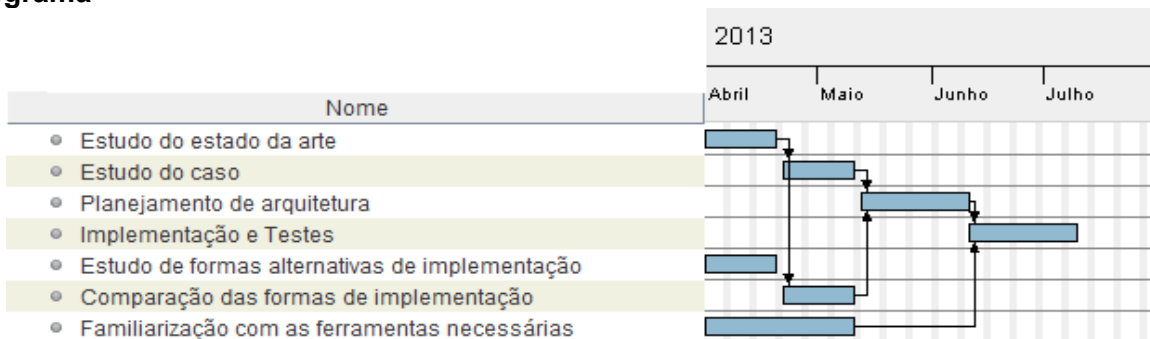 grama
2013
Abril Maio Junho Julho
Nome
Estudo do estado da arte
Estudo do caso
Planejamento de arquitetura
Implementação e Testes
Estudo de formas alternativas de implementação
Comparação das formas de implementação
Familiarização com as ferramentas necessárias